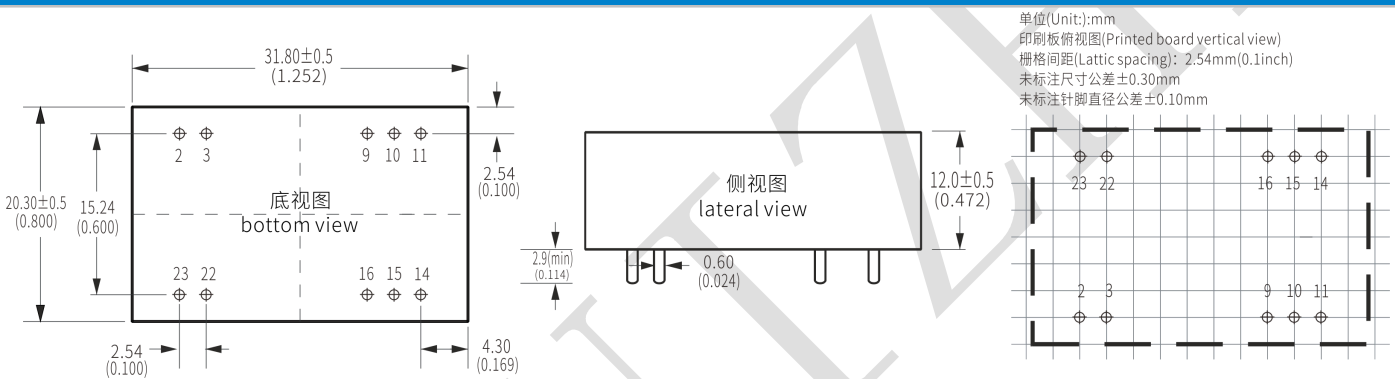 单位(Unit:):mm
印刷板俯视图(Printed board vertical view)
栅格间距(Lattic spacing)：2.54mm(0.1inch)
未标注尺寸公差±0.30mm
未标注针脚直径公差±0.10mm
31.80±0.5
(1.252)
2 3 9 10 11
2.54
(0.100)
20.30±0.5
(0.800)
15.24
(0.600)
底视图
bottom view
23 22 16 15 14
2.54
(0.100)
4.30
(0.169)
侧视图
lateral view
12.0±0.5
(0.472)
2.9(min)
(0.114)
0.60
(0.024)
23 22 16 15 14
2 3 9 10 11